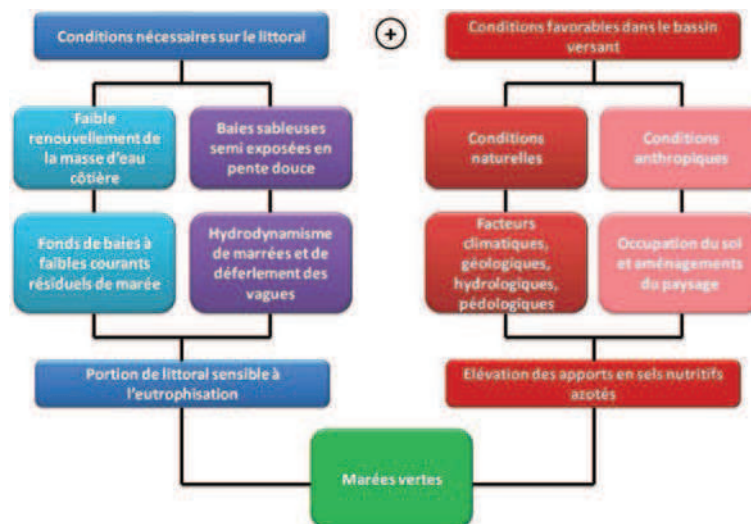 Conditions nécessaires sur le littoral
+
Conditions favorables dans le bassin
versant
Faible
renouvellement de
la masse d'eau
côtière
Baies sableuses
semi exposées en
pente douce
Conditions
naturelles
Conditions
anthropiques
Fonds de baies à
faibles courants
résiduels de marée
Hydrodynamisme
de marrées et de
déferlement des
vagues
Facteurs
climatiques,
géologiques,
hydrologiques,
pédologiques
Occupation du sol
et aménagements
du paysage
Portion de littoral sensible à
l'eutrophisation
Elévation des apports en sels nutritifs
azotés
Marées vertes